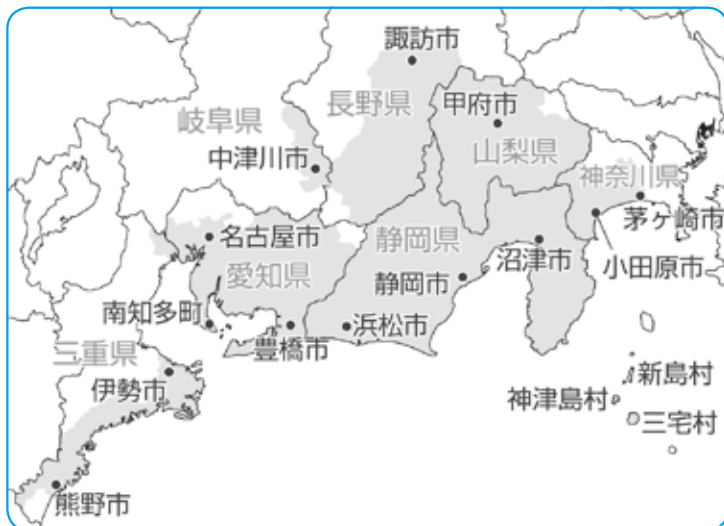 諏訪市
長野県
甲府市
岐阜県
山梨県
中津川市
神奈川県
茅ヶ崎市
名古屋市
静岡県
沼津市
小田原市
愛知県
静岡市
南知多町
浜松市
豊橋市
三重県
伊勢市
新島村
神津島村
三宅村
熊野市